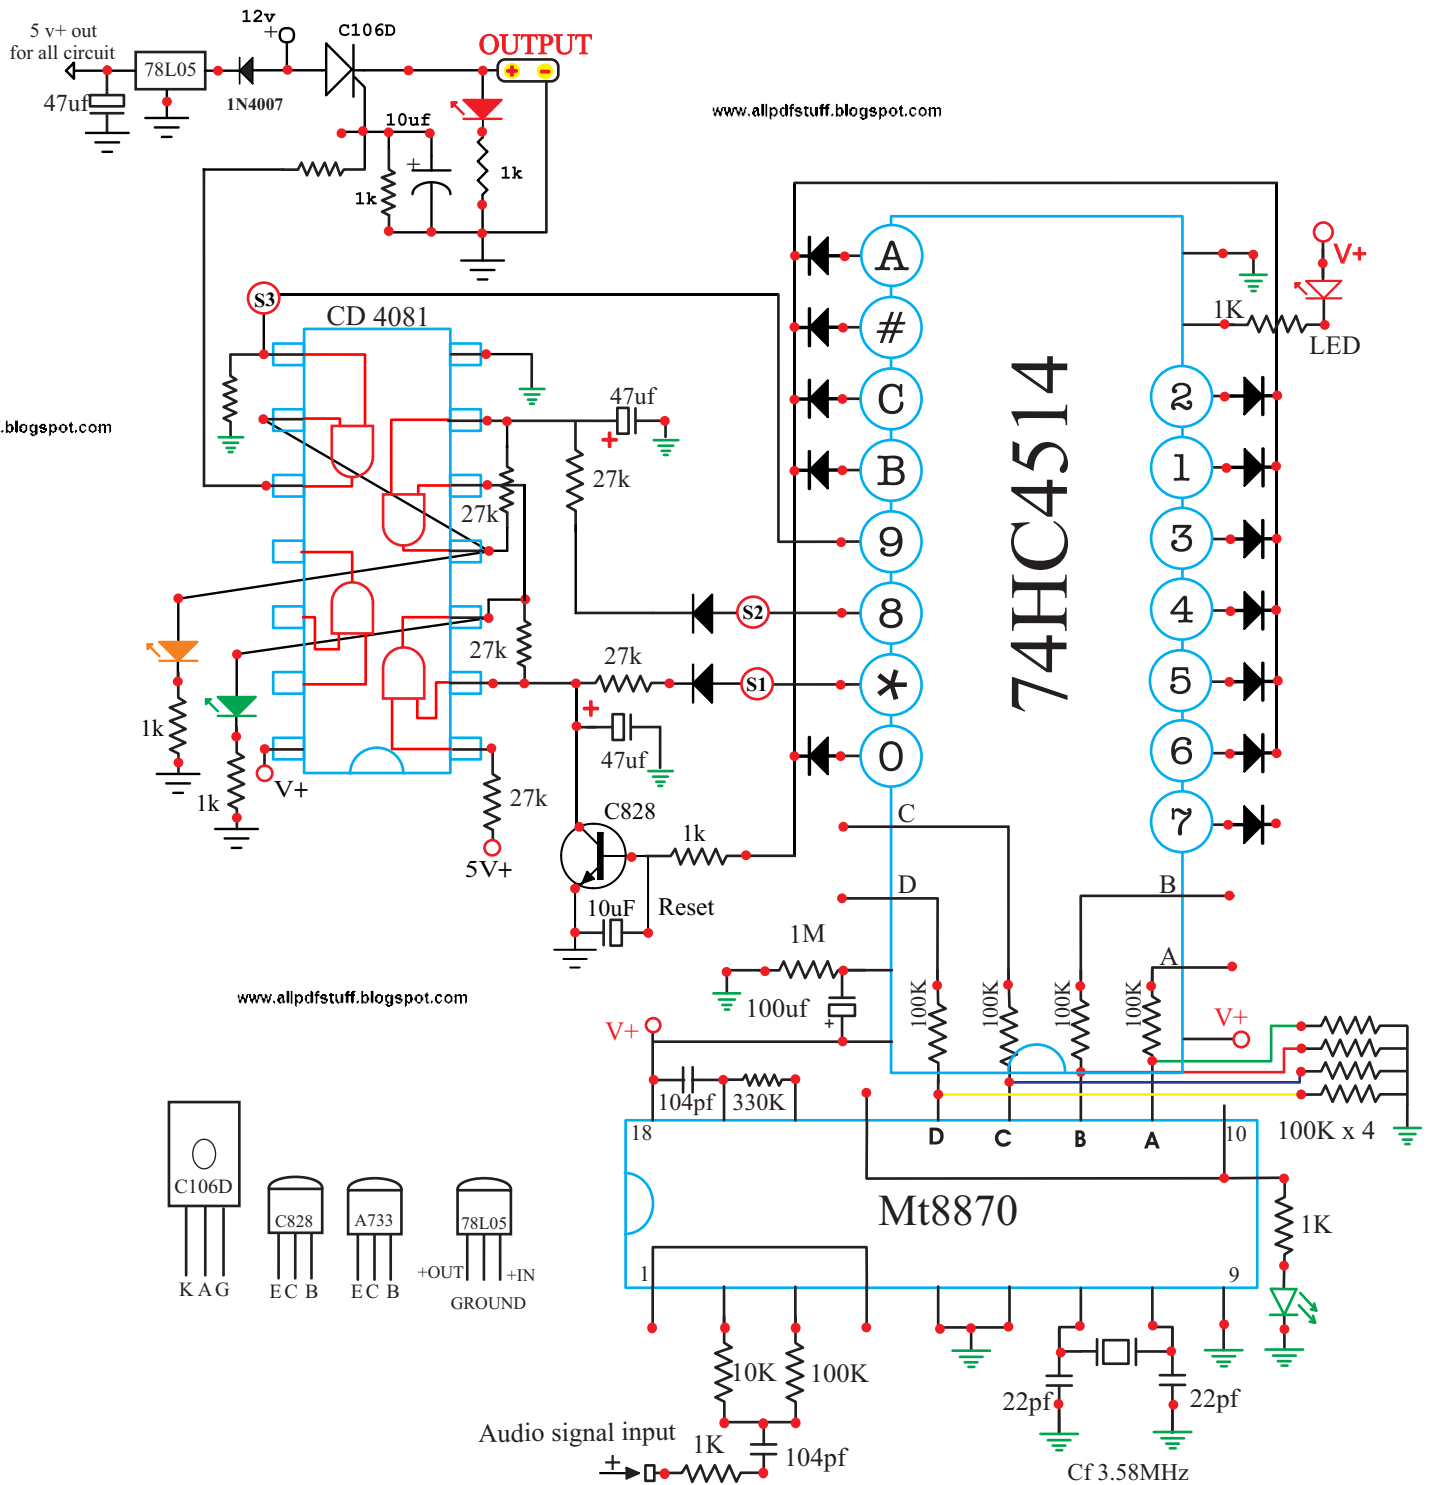 5 v+ out
for all circuit
12v
+
C106D
OUTPUT
+ -
78L05
47uf
1N4007
10uf
+
1k
1k
www.allpdfstuff.blogspot.com
S3
CD 4081
.blogspot.com
47uf
+
27k
27k
27k
27k
S2
S1
+
47uf
1k
1k
V+
27k
5V+
C828
1k
10uF
Reset
A
#
C
B
9
8
*
0
74HC4514
2
1
3
4
5
6
7
V+
1K
LED
C
D
B
A
1M
100uf
+
100K
100K
100K
100K
V+
V+
www.allpdfstuff.blogspot.com
104pf
330K
18
D
C
B
A
10
100K x 4
Mt8870
1K
1
9
C106D
K A G
C828
E C B
A733
E C B
78L05
+OUT
+IN
GROUND
10K
100K
22pf
22pf
Audio signal input
1K
104pf
+
Cf 3.58MHz